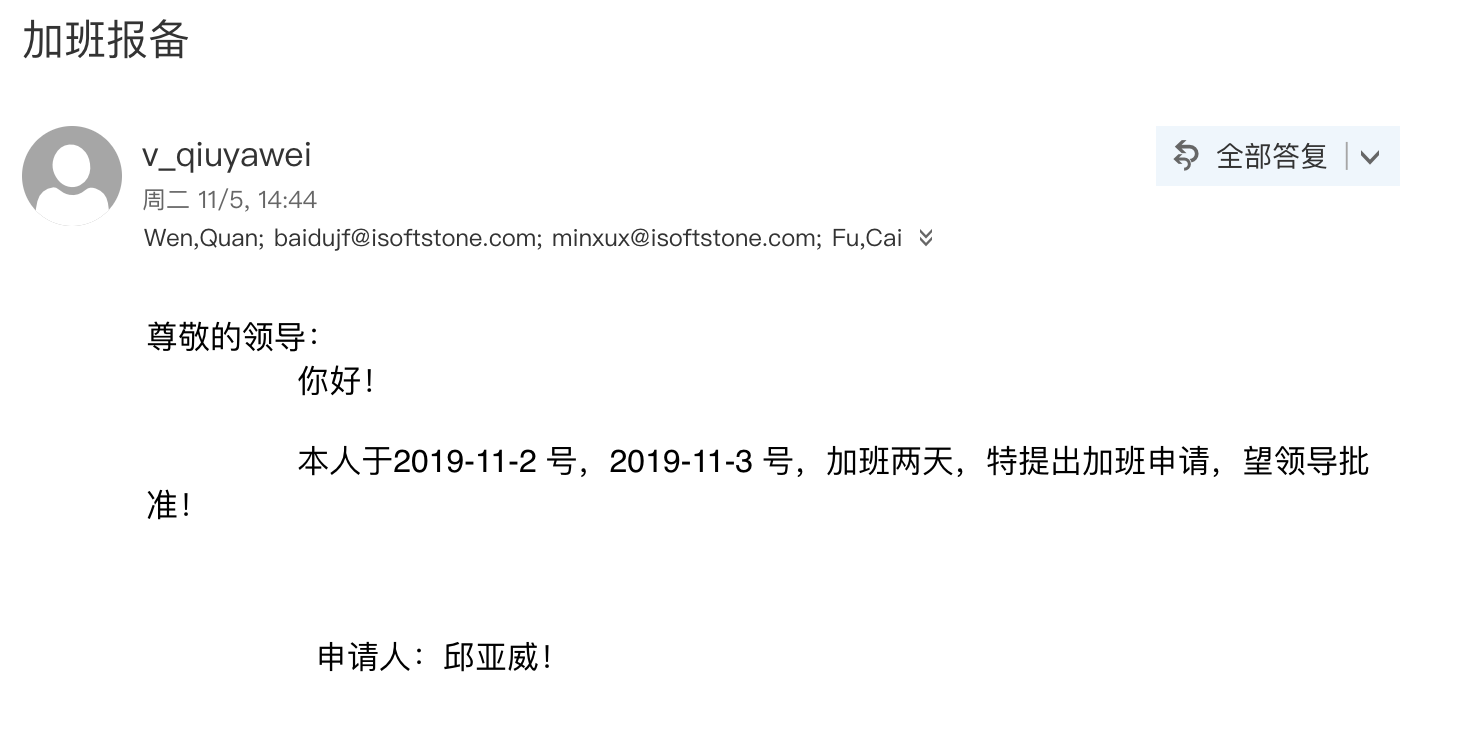 加班报备
v_qiuyawei
全部答复
周二 11/5, 14:44
Wen,Quan; baidujf@isoftstone.com; minxux@isoftstone.com; Fu,Cai
尊敬的领导：
你好！
本人于2019-11-2 号，2019-11-3 号，加班两天，特提出加班申请，望领导批
准！
申请人：邱亚威！